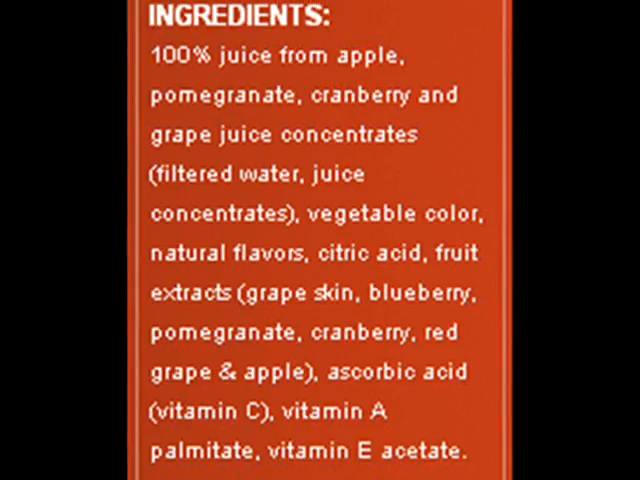 INGREDIENTS:
100% juice from apple,
pomegranate, cranberry and
grape juice concentrates
(filtered water, juice
concentrates), vegetable color,
natural flavors, citric acid, fruit
extracts (grape skin, blueberry,
pomegranate, cranberry, red
grape & apple), ascorbic acid
(vitamin C), vitamin A
palmitate, vitamin E acetate.